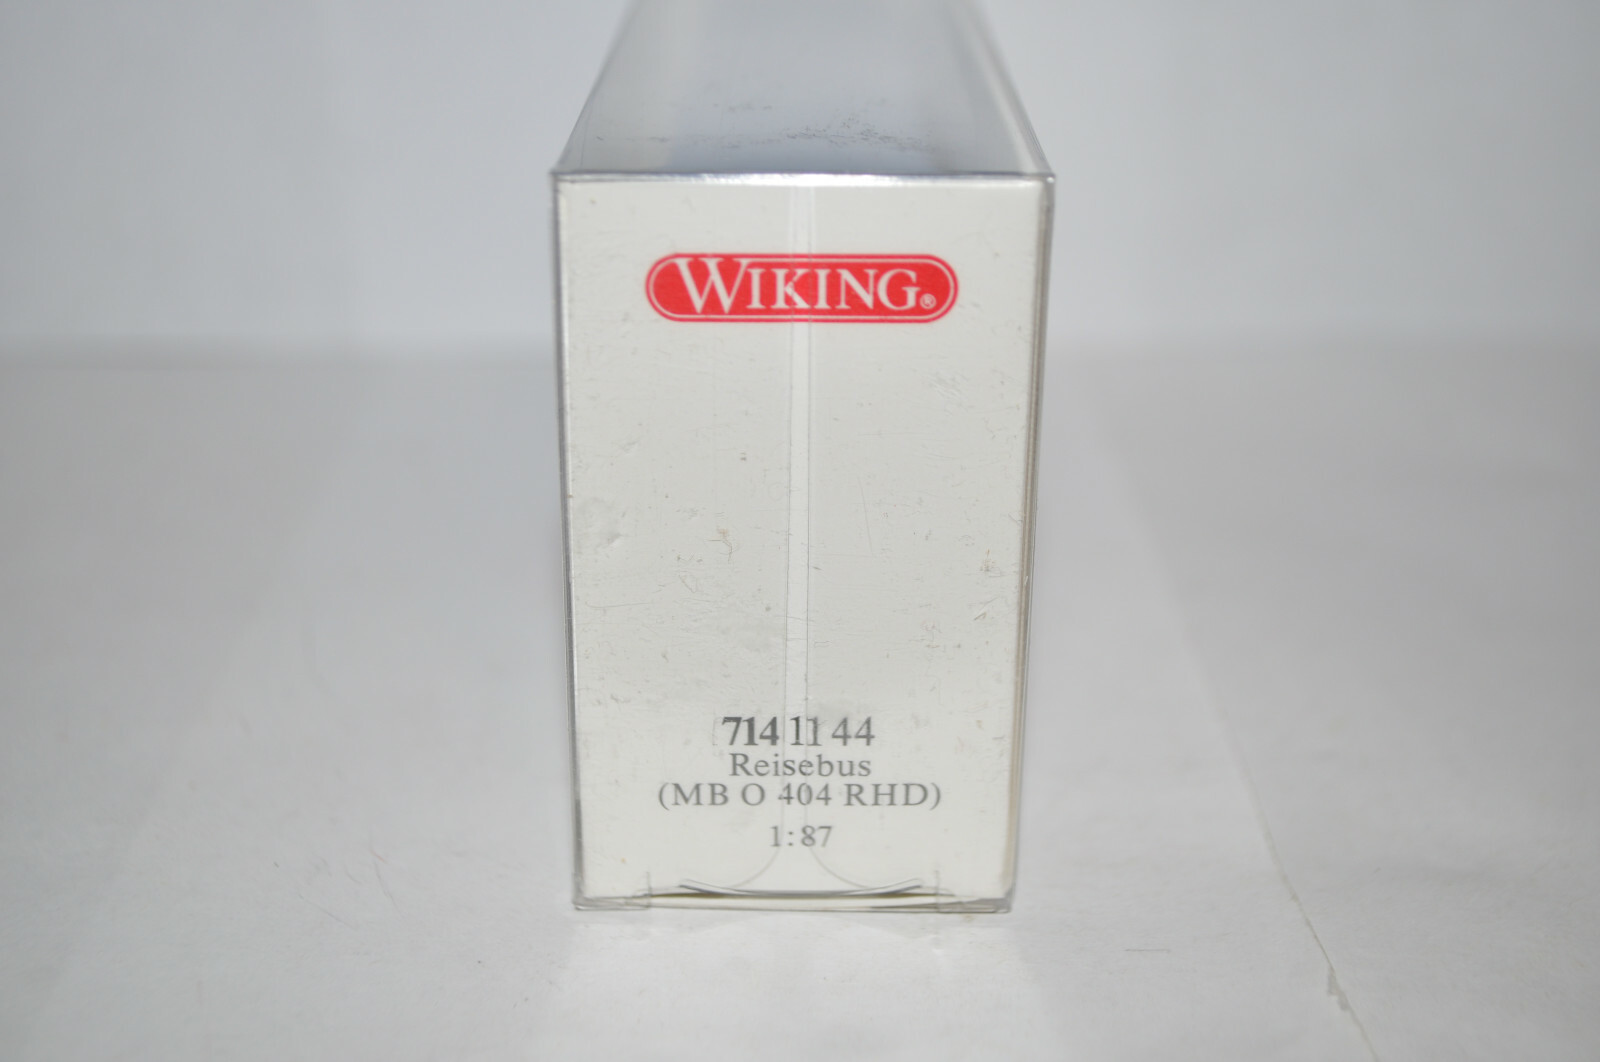 WIKING®
714 11 44
Reisebus
(MB O 404 RHD)
1:87